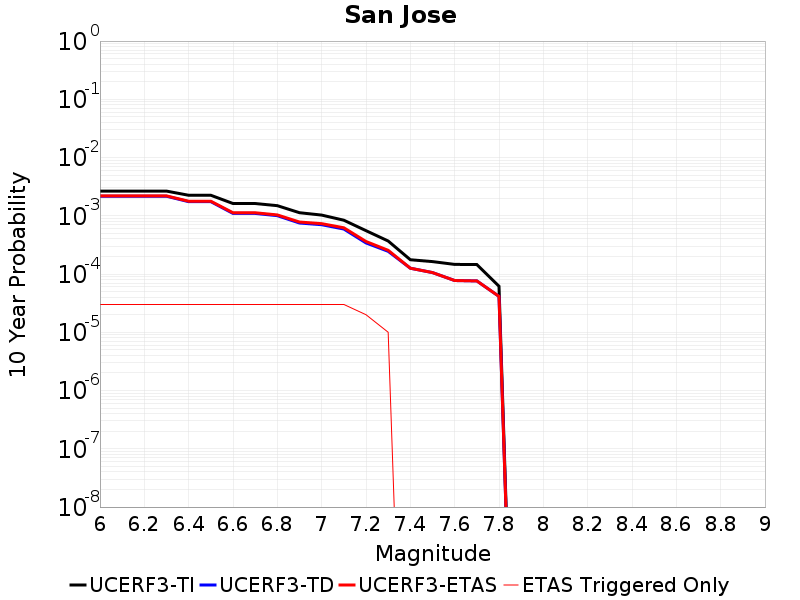 San Jose
10^0
10^-1
10^-2
10^-3
10^-4
10^-5
10^-6
10^-7
10^-8
10 Year Probability
6 6.2 6.4 6.6 6.8 7 7.2 7.4 7.6 7.8 8 8.2 8.4 8.6 8.8 9
Magnitude
UCERF3-TI UCERF3-TD UCERF3-ETAS ETAS Triggered Only